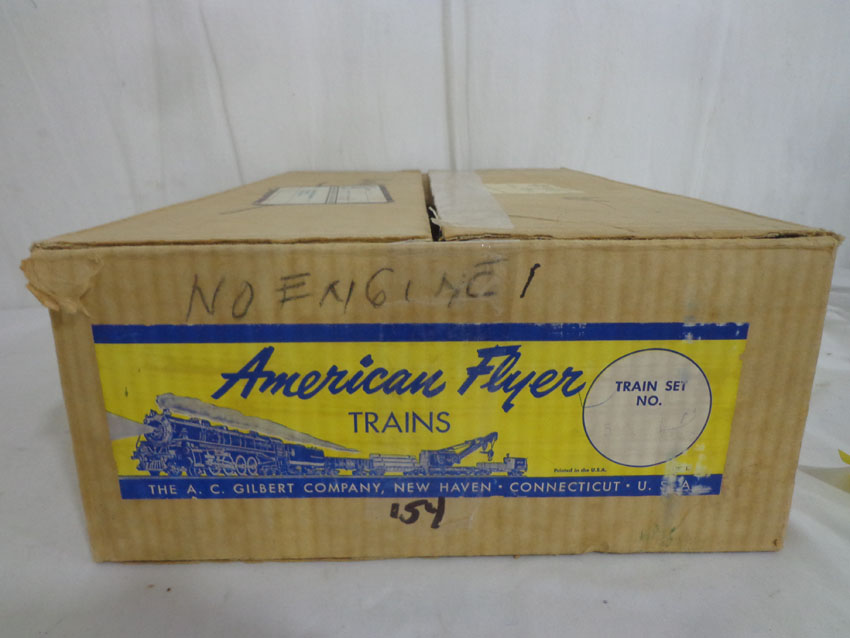 NO ENGINE
American Flyer
TRAINS
TRAIN SET
NO.
Printed in the U.S.A.
THE A. C. GILBERT COMPANY, NEW HAVEN • CONNECTICUT • U. S. A.
154